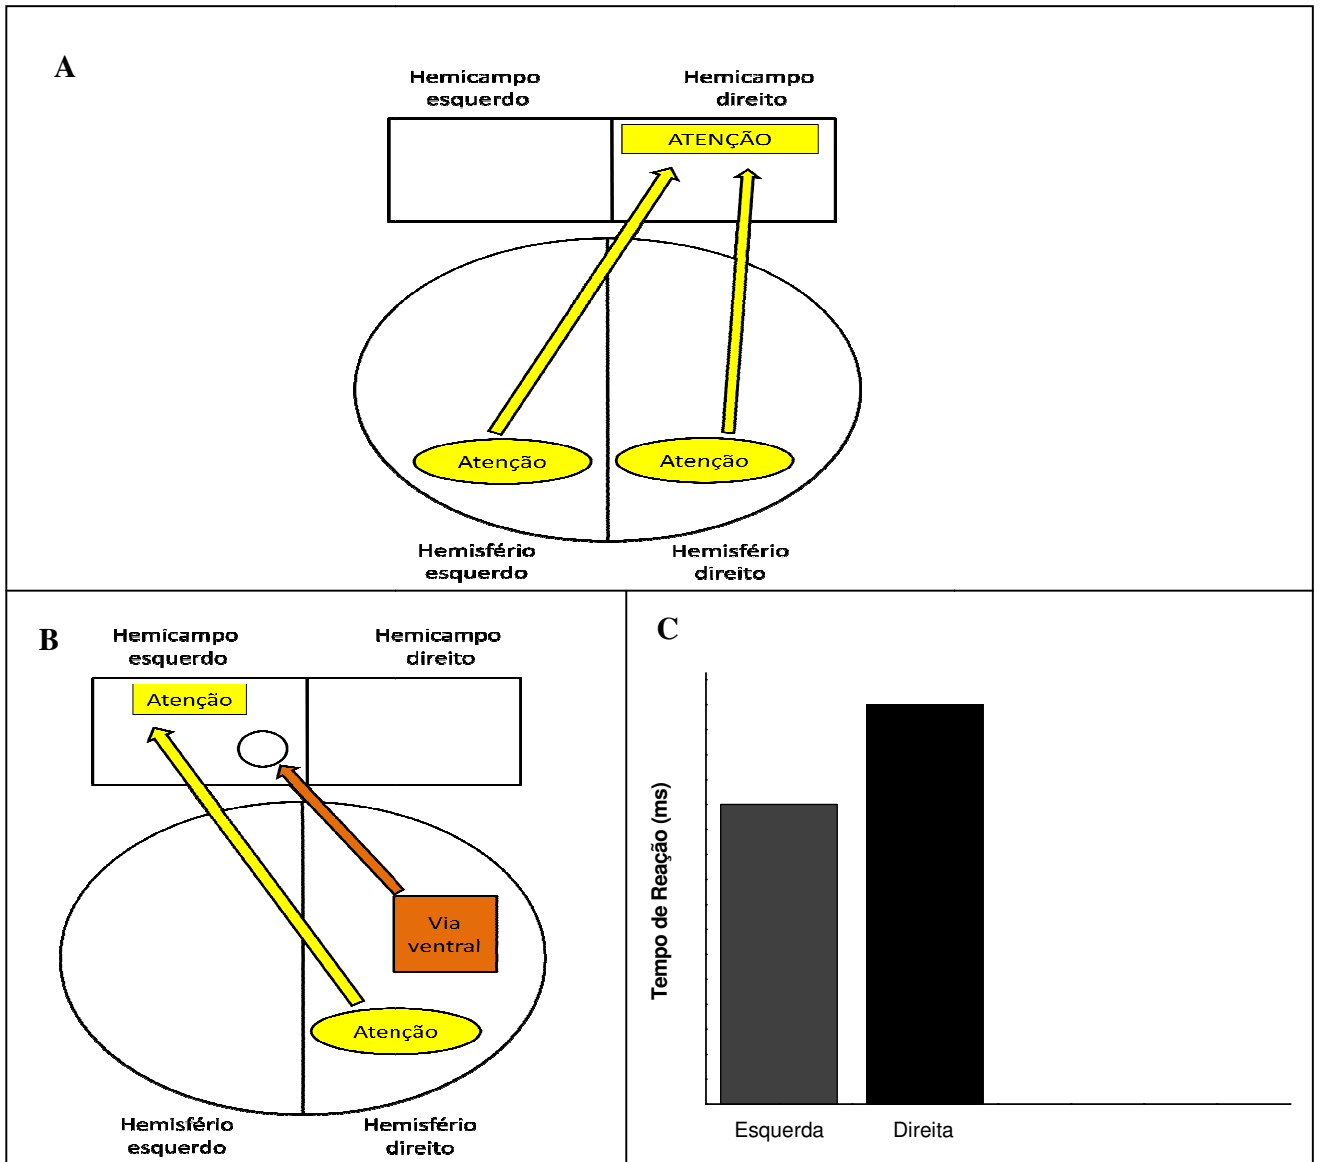 A
Hemicampo
esquerdo
Hemicampo
direito
ATENÇÃO
Atenção
Atenção
Hemisfério
esquerdo
Hemisfério
direito
B
Hemicampo
esquerdo
Hemicampo
direito
Atenção
Via
ventral
Atenção
Hemisfério
esquerdo
Hemisfério
direito
C
Tempo de Reação (ms)
Esquerda
Direita